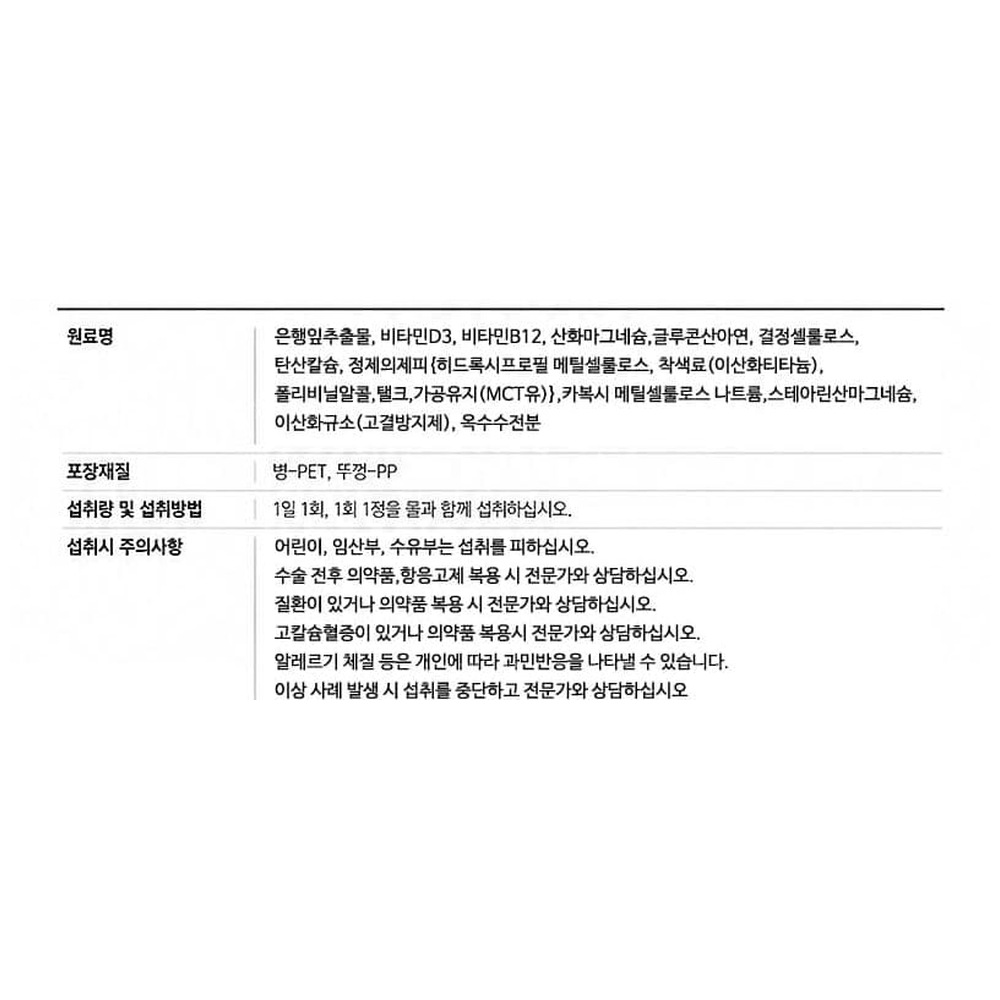 원료명
은행잎추출물, 비타민D3, 비타민B12, 산화마그네슘,글루콘산아연, 결정셀룰로스,
탄산칼슘, 정제의제피{히드록시프로필 메틸셀룰로스, 착색료(이산화티타늄),
폴리비닐알콜,탤크,가공유지(MCT유)},카복시 메틸셀룰로스 나트륨,스테아린산마그네슘,
이산화규소(고결방지제), 옥수수전분
포장재질
병-PET, 뚜껑-PP
섭취량 및 섭취방법
1일 1회, 1회 1정을 물과 함께 섭취하십시오.
섭취시 주의사항
어린이, 임산부, 수유부는 섭취를 피하십시오.
수술 전후 의약품,항응고제 복용 시 전문가와 상담하십시오.
질환이 있거나 의약품 복용 시 전문가와 상담하십시오.
고칼슘혈증이 있거나 의약품 복용시 전문가와 상담하십시오.
알레르기 체질 등은 개인에 따라 과민반응을 나타낼 수 있습니다.
이상 사례 발생 시 섭취를 중단하고 전문가와 상담하십시오